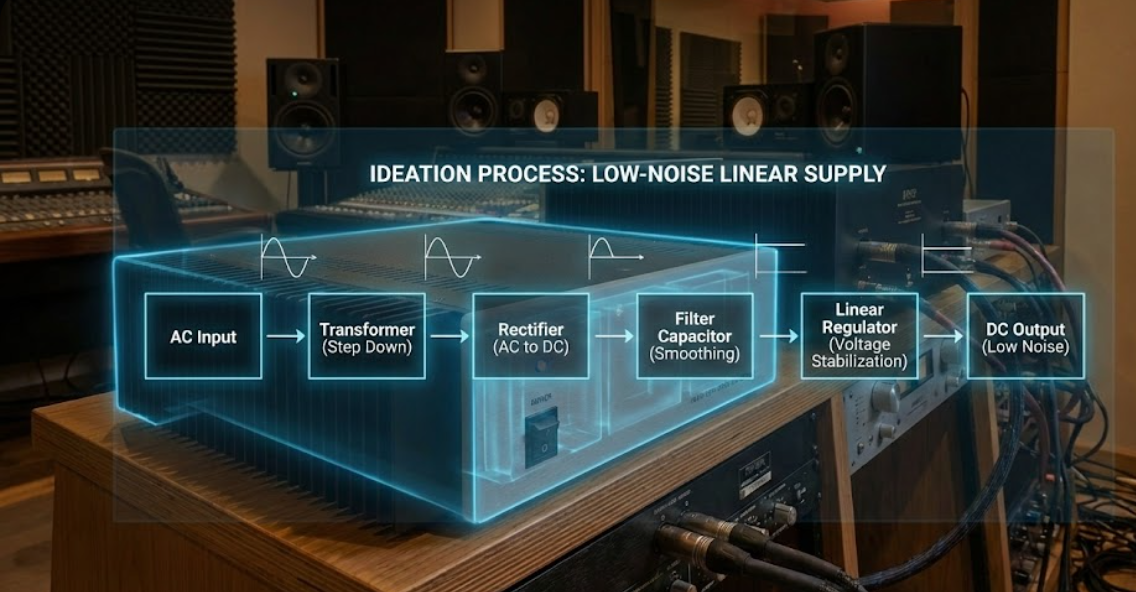 IDEATION PROCESS: LOW-NOISE LINEAR SUPPLY
AC Input
Transformer
(Step Down)
Rectifier
(AC to DC)
Filter
Capacitor
(Smoothing)
Linear
Regulator
(Voltage
Stabilization)
DC Output
(Low Noise)